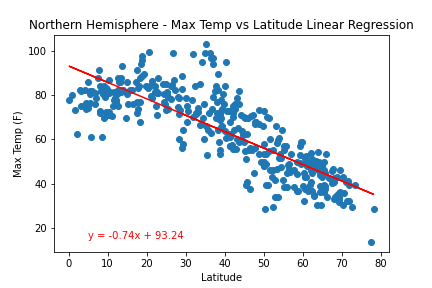 Northern Hemisphere - Max Temp vs Latitude Linear Regression
100
80
60
40
20
Max Temp (F)
y = -0.74x + 93.24
0 10 20 30 40 50 60 70 80
Latitude